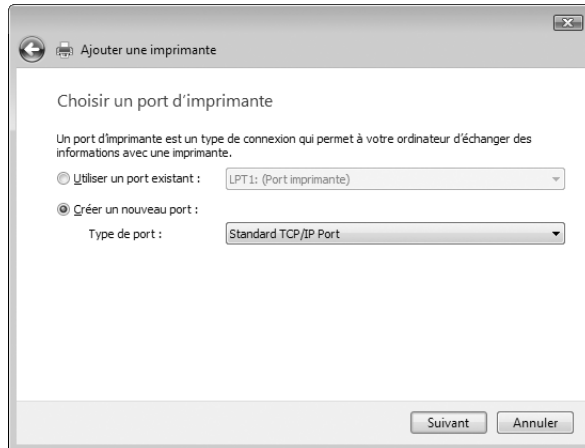 Ajouter une imprimante
Choisir un port d'imprimante
Un port d'imprimante est un type de connexion qui permet à votre ordinateur d'échanger des
informations avec une imprimante.
Utiliser un port existant : LPT1: (Port imprimante)
Créer un nouveau port :
Type de port : Standard TCP/IP Port
Suivant Annuler